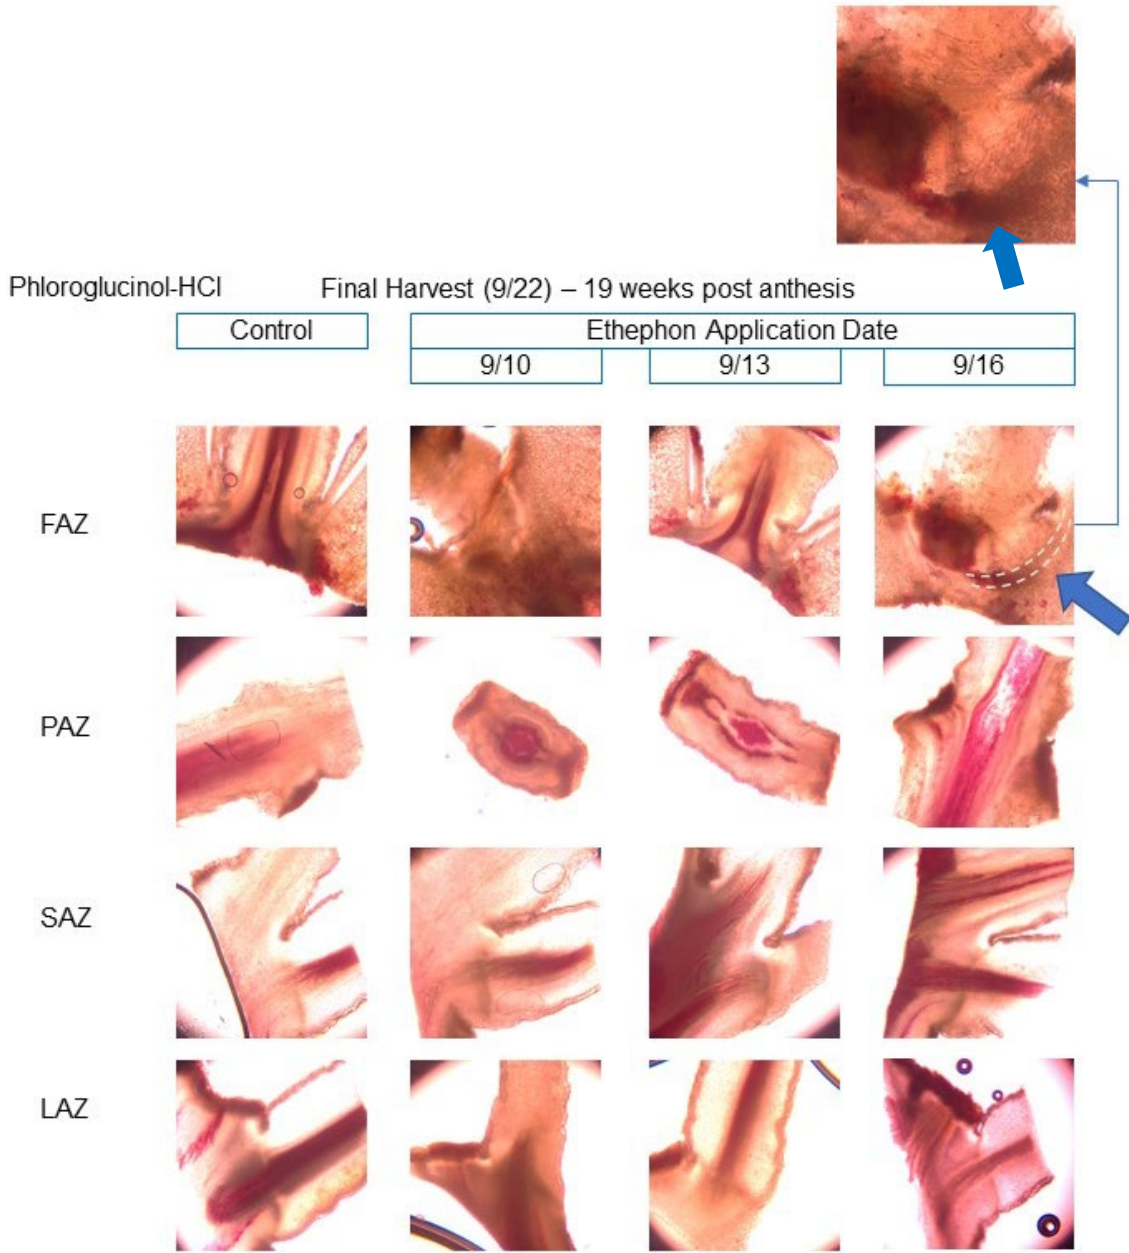 Phloroglucinol-HCl
Final Harvest (9/22) – 19 weeks post anthesis
Control
Ethephon Application Date
9/10
9/13
9/16
FAZ
PAZ
SAZ
LAZ